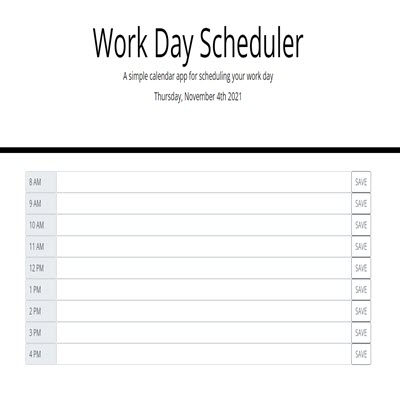 Work Day Scheduler
A simple calendar app for scheduling your work day
Thursday, November 4th 2021
8 AM SAVE
9 AM SAVE
10 AM SAVE
11 AM SAVE
12 PM SAVE
1 PM SAVE
2 PM SAVE
3 PM SAVE
4 PM SAVE